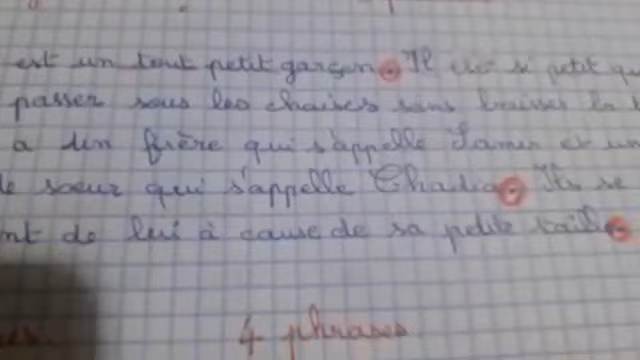 est un tout petit garçon. Il est si petit qu
passer sous les chaises sans baisser la
a un frère qui s'appelle Samir et un
sœur qui s'appelle Chadia. Ils se
nt de lui à cause de sa petite taille.
4 phrases